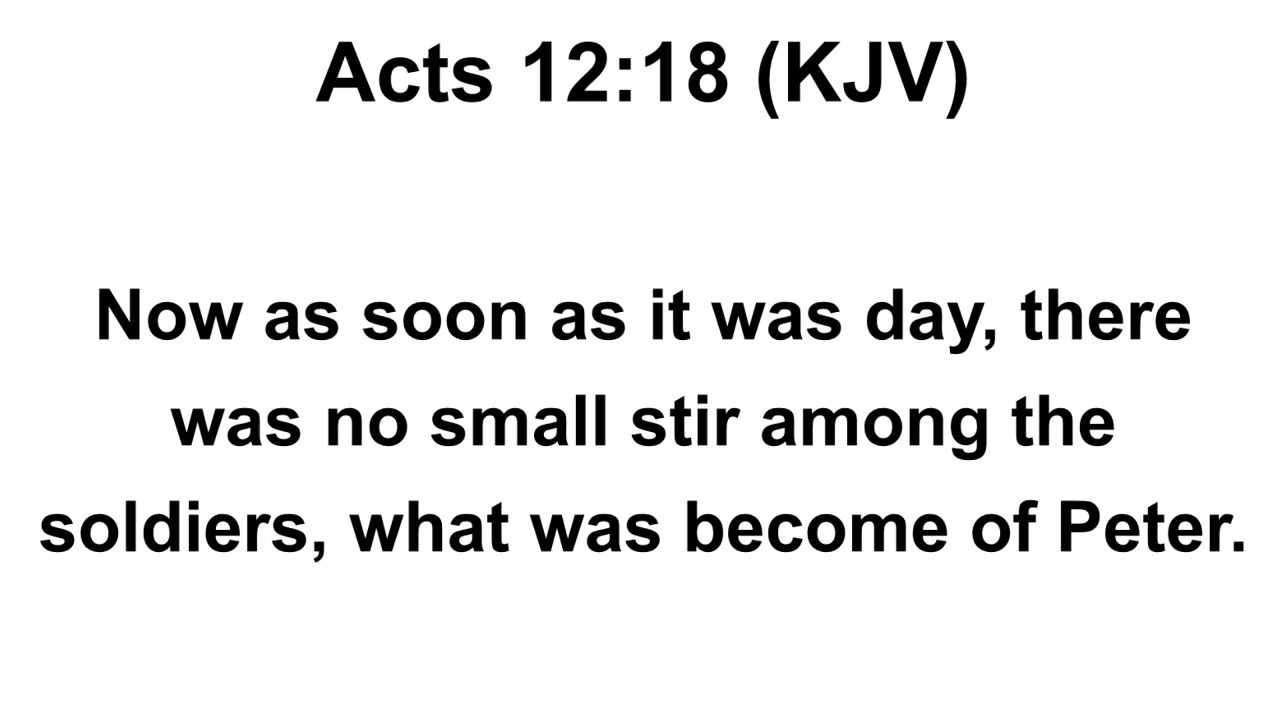 Acts 12:18 (KJV)
Now as soon as it was day, there
was no small stir among the
soldiers, what was become of Peter.